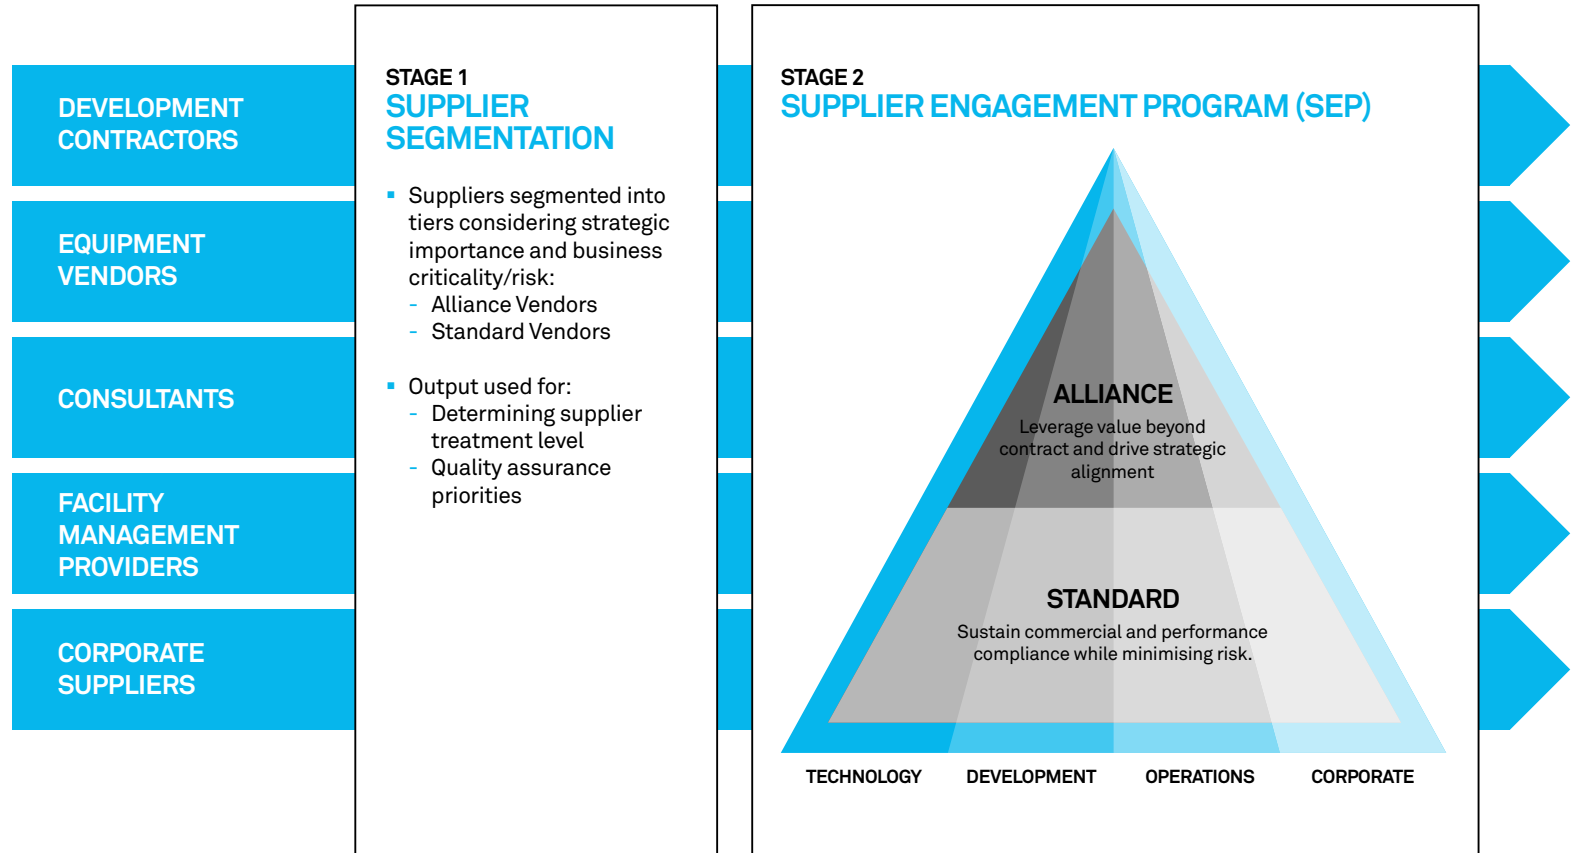 DEVELOPMENT
CONTRACTORS
EQUIPMENT
VENDORS
CONSULTANTS
FACILITY
MANAGEMENT
PROVIDERS
CORPORATE
SUPPLIERS
STAGE 1
SUPPLIER
SEGMENTATION
▪ Suppliers segmented into
tiers considering strategic
importance and business
criticality/risk:
- Alliance Vendors
- Standard Vendors
▪ Output used for:
- Determining supplier
treatment level
- Quality assurance
priorities
STAGE 2
SUPPLIER ENGAGEMENT PROGRAM (SEP)
ALLIANCE
Leverage value beyond
contract and drive strategic
alignment
STANDARD
Sustain commercial and performance
compliance while minimising risk.
TECHNOLOGY DEVELOPMENT OPERATIONS CORPORATE